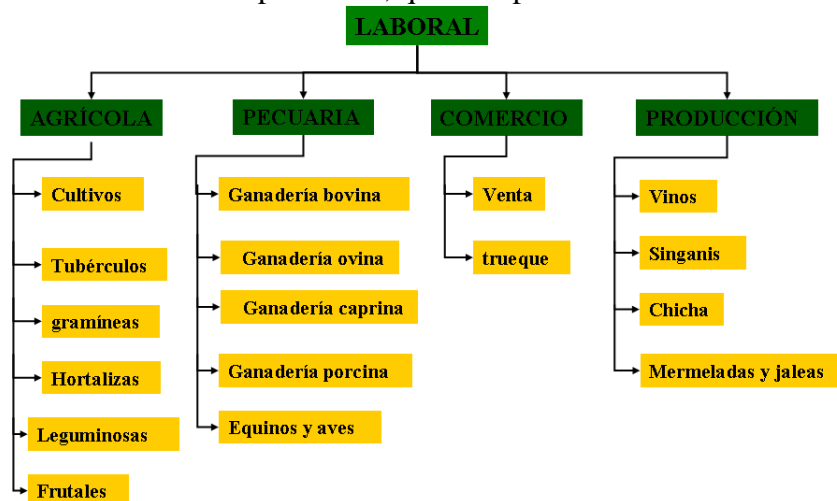 LABORAL
AGRÍCOLA
Cultivos
Tubérculos
gramíneas
Hortalizas
Leguminosas
Frutales
PECUARIA
Ganadería bovina
Ganadería ovina
Ganadería caprina
Ganadería porcina
Equinos y aves
COMERCIO
Venta
trueque
PRODUCCIÓN
Vinos
Singanis
Chicha
Mermeladas y jaleas